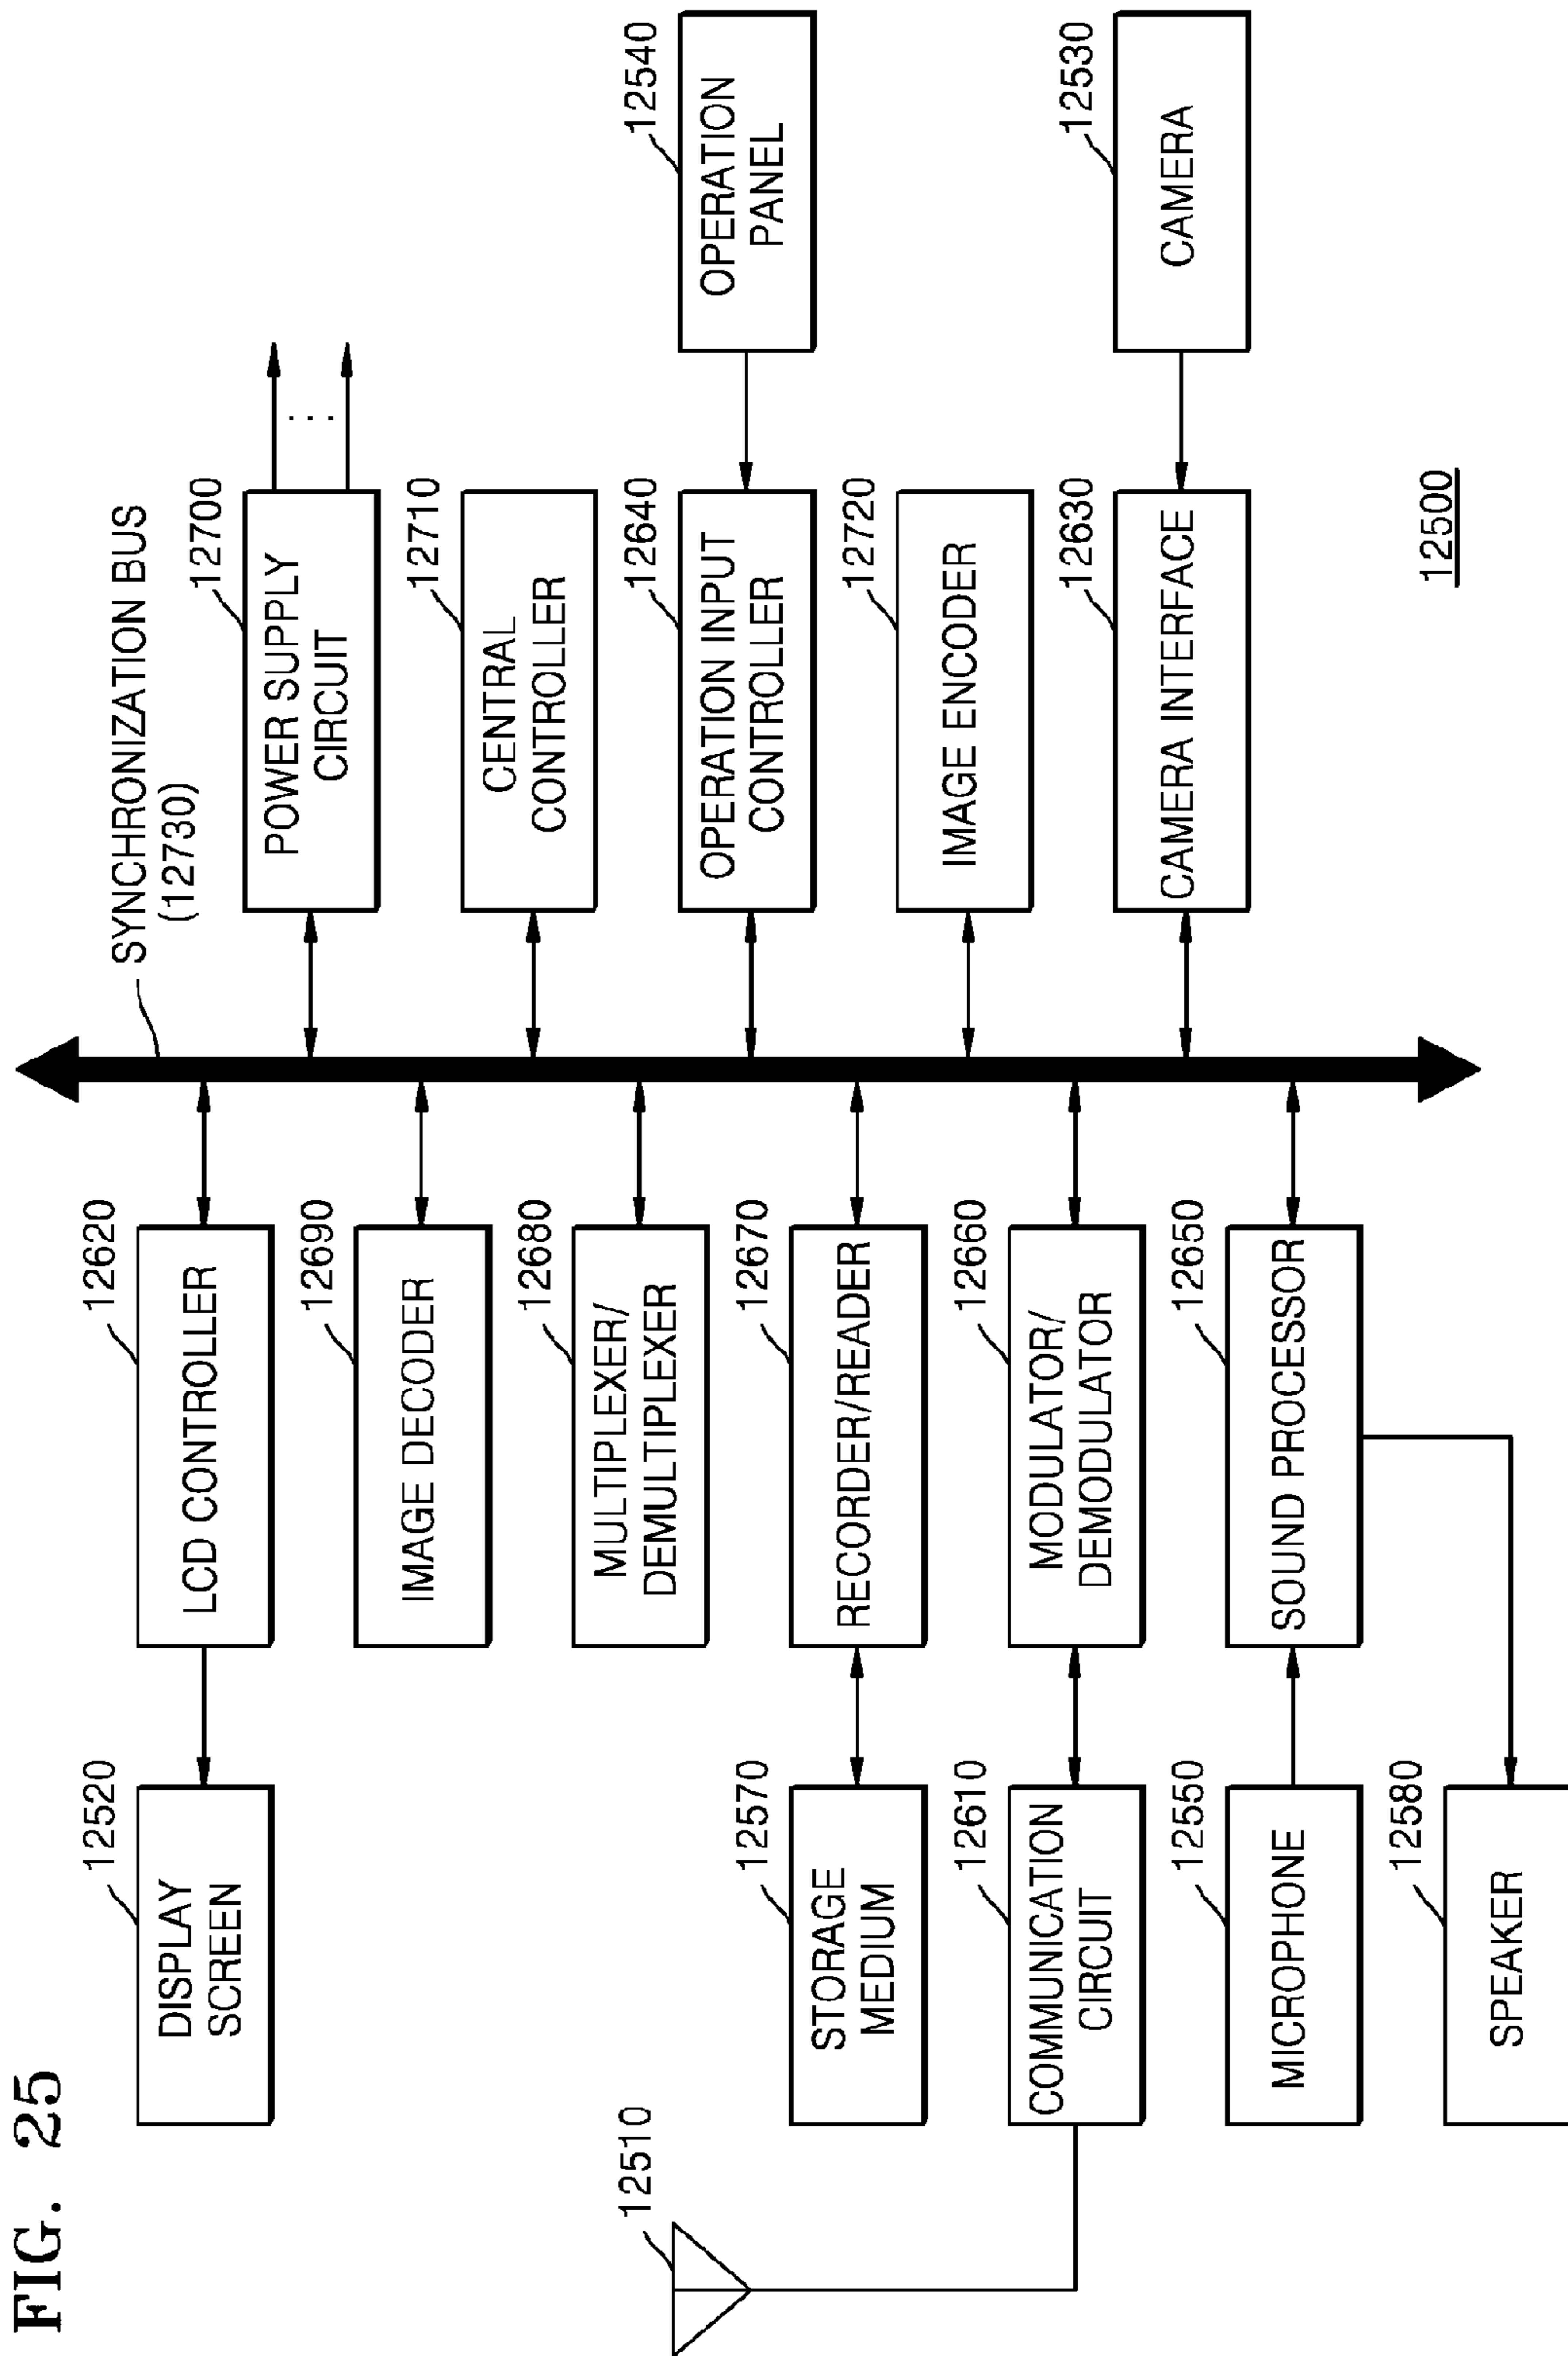 FIG. 25
12510
12520
DISPLAY
SCREEN
12570
STORAGE
MEDIUM
12610
COMMUNICATION
CIRCUIT
12550
MICROPHONE
12580
SPEAKER
12620
LCD CONTROLLER
12690
IMAGE DECODER
12680
MULTIPLEXER/
DEMULTIPLEXER
12670
RECORDER/READER
12660
MODULATOR/
DEMODULATOR
12650
SOUND PROCESSOR
SYNCHRONIZATION BUS
(12730)
12700
POWER SUPPLY
CIRCUIT
12710
CENTRAL
CONTROLLER
12640
OPERATION INPUT
CONTROLLER
12720
IMAGE ENCODER
12630
CAMERA INTERFACE
12540
OPERATION
PANEL
12530
CAMERA
12500